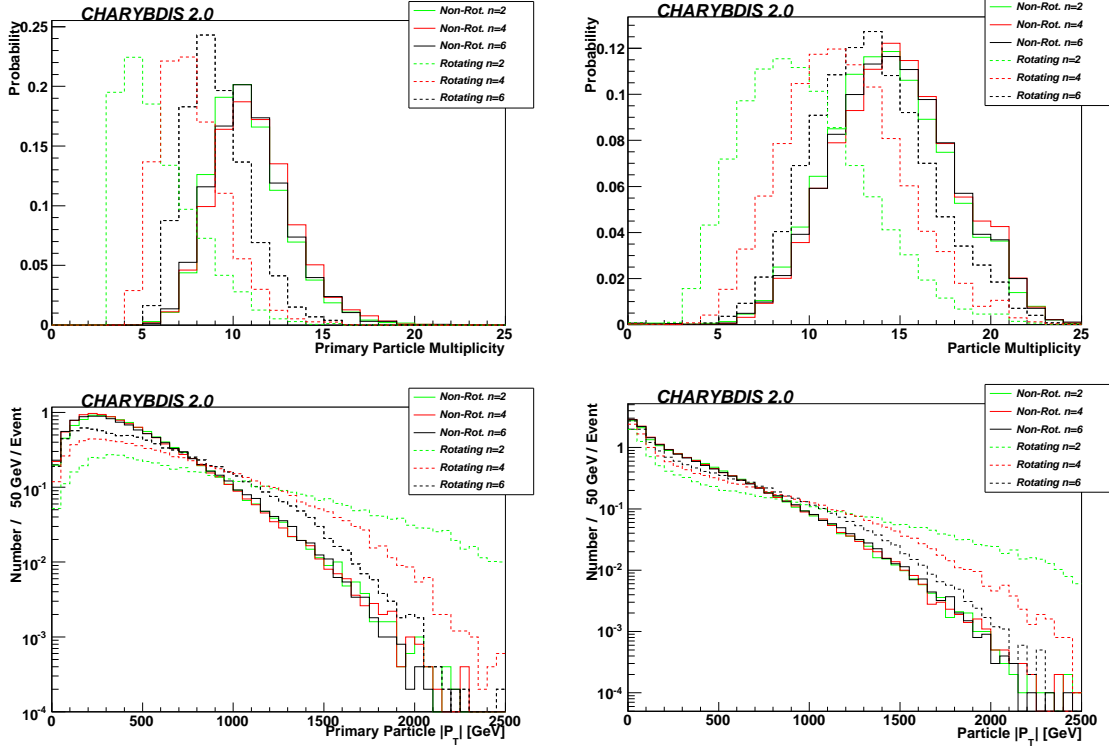 CHARYBDIS 2.0
Probability
0.25
0.2
0.15
0.1
0.05
0
0 5 10 15 20 25
Primary Particle Multiplicity
Non-Rot. n=2
Non-Rot. n=4
Non-Rot. n=6
Rotating n=2
Rotating n=4
Rotating n=6
CHARYBDIS 2.0
Probability
0.12
0.1
0.08
0.06
0.04
0.02
0
0 5 10 15 20 25
Particle Multiplicity
Non-Rot. n=2
Non-Rot. n=4
Non-Rot. n=6
Rotating n=2
Rotating n=4
Rotating n=6
CHARYBDIS 2.0
Number / 50 GeV / Event
1
10^-1
10^-2
10^-3
10^-4
0 500 1000 1500 2000 2500
Primary Particle |P_T| [GeV]
Non-Rot. n=2
Non-Rot. n=4
Non-Rot. n=6
Rotating n=2
Rotating n=4
Rotating n=6
CHARYBDIS 2.0
Number / 50 GeV / Event
1
10^-1
10^-2
10^-3
10^-4
0 500 1000 1500 2000 2500
Particle |P_T| [GeV]
Non-Rot. n=2
Non-Rot. n=4
Non-Rot. n=6
Rotating n=2
Rotating n=4
Rotating n=6